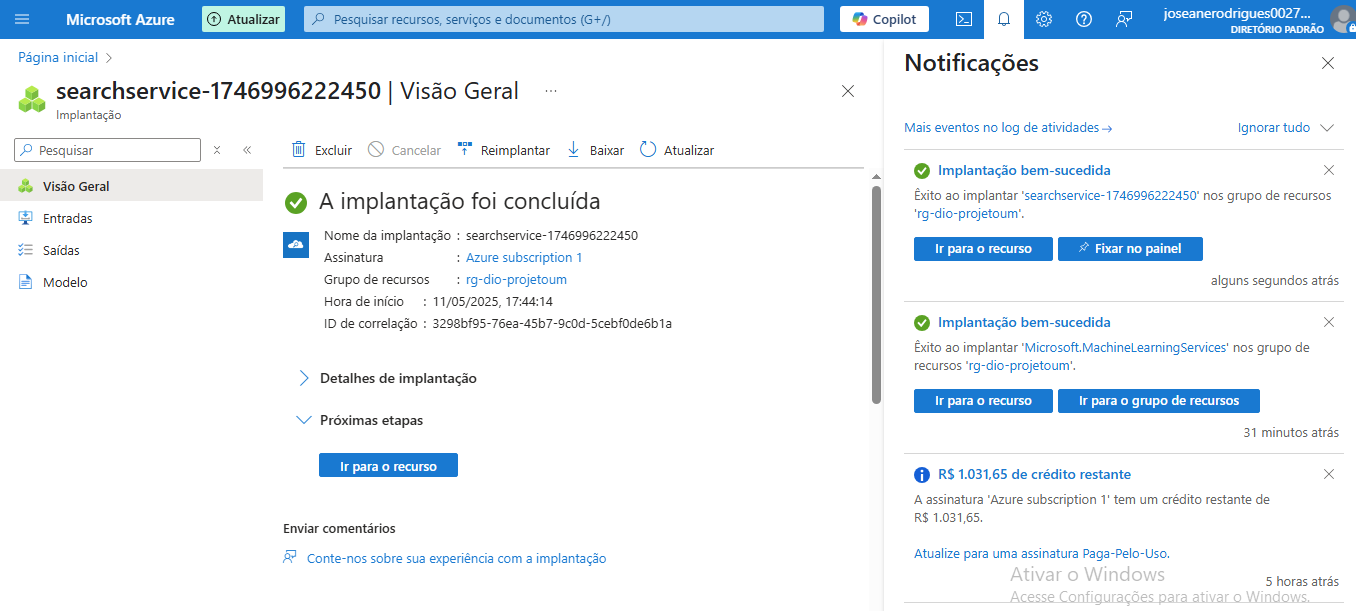 Microsoft Azure
Atualizar
Pesquisar recursos, serviços e documentos (G+/)
Copilot
joseanerodrigues0027...
DIRETÓRIO PADRÃO
Página inicial
searchservice-1746996222450 | Visão Geral
...
Implantação
Pesquisar
Visão Geral
Entradas
Saídas
Modelo
Excluir
Cancelar
Reimplantar
Baixar
Atualizar
A implantação foi concluída
Nome da implantação : searchservice-1746996222450
Assinatura : Azure subscription 1
Grupo de recursos : rg-dio-projetoum
Hora de início : 11/05/2025, 17:44:14
ID de correlação : 3298bf95-76ea-45b7-9c0d-5cebf0de6b1a
Detalhes de implantação
Próximas etapas
Ir para o recurso
Enviar comentários
Conte-nos sobre sua experiência com a implantação
Notificações
Mais eventos no log de atividades →
Ignorar tudo
Implantação bem-sucedida
Êxito ao implantar 'searchservice-1746996222450' nos grupo de recursos
'rg-dio-projetoum'.
Ir para o recurso
Fixar no painel
alguns segundos atrás
Implantação bem-sucedida
Êxito ao implantar 'Microsoft.MachineLearningServices' nos grupo de
recursos 'rg-dio-projetoum'.
Ir para o recurso
Ir para o grupo de recursos
31 minutos atrás
R$ 1.031,65 de crédito restante
A assinatura 'Azure subscription 1' tem um crédito restante de
R$ 1.031,65.
Atualize para uma assinatura Paga-Pelo-Uso.
Ativar o Windows
5 horas atrás
Acesse Configurações para ativar o Windows.